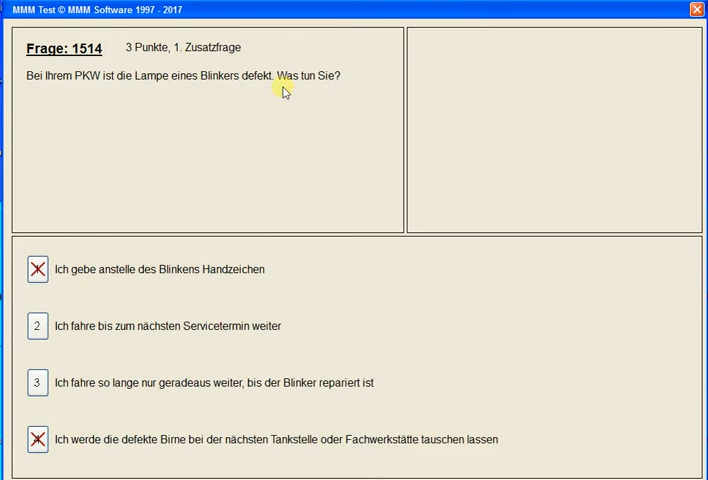 MMM Test © MMM Software 1997 - 2017
Frage: 1514 3 Punkte, 1. Zusatzfrage
Bei Ihrem PKW ist die Lampe eines Blinkers defekt. Was tun Sie?
1 Ich gebe anstelle des Blinkens Handzeichen
2 Ich fahre bis zum nächsten Servicetermin weiter
3 Ich fahre so lange nur geradeaus weiter, bis der Blinker repariert ist
4 Ich werde die defekte Birne bei der nächsten Tankstelle oder Fachwerkstätte tauschen lassen